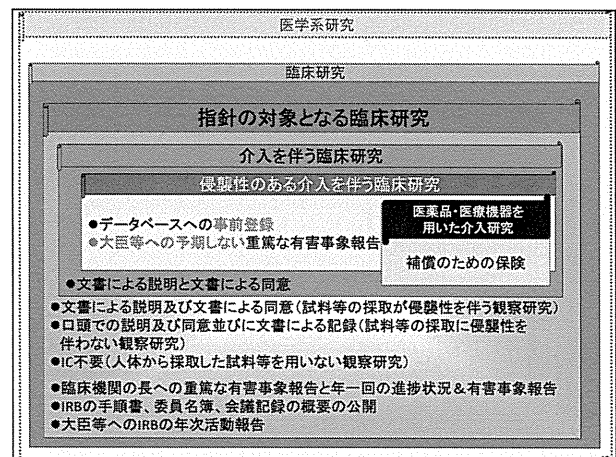 医学系研究
臨床研究
指針の対象となる臨床研究
介入を伴う臨床研究
侵襲性のある介入を伴う臨床研究
●データベースへの事前登録
●大臣等への予期しない重篤な有害事象報告
医薬品・医療機器を
用いた介入研究
補償のための保険
●文書による説明と文書による同意
●文書による説明及び文書による同意(試料等の採取が侵襲性を伴う観察研究)
●口頭での説明及び同意並びに文書による記録(試料等の採取に侵襲性を
伴わない観察研究)
●IC不要(人体から採取した試料等を用いない観察研究)
●臨床機関の長への重篤な有害事象報告と年一回の進捗状況&有害事象報告
●IRBの手順書、委員名簿、会議記録の概要の公開
●大臣等へのIRBの年次活動報告